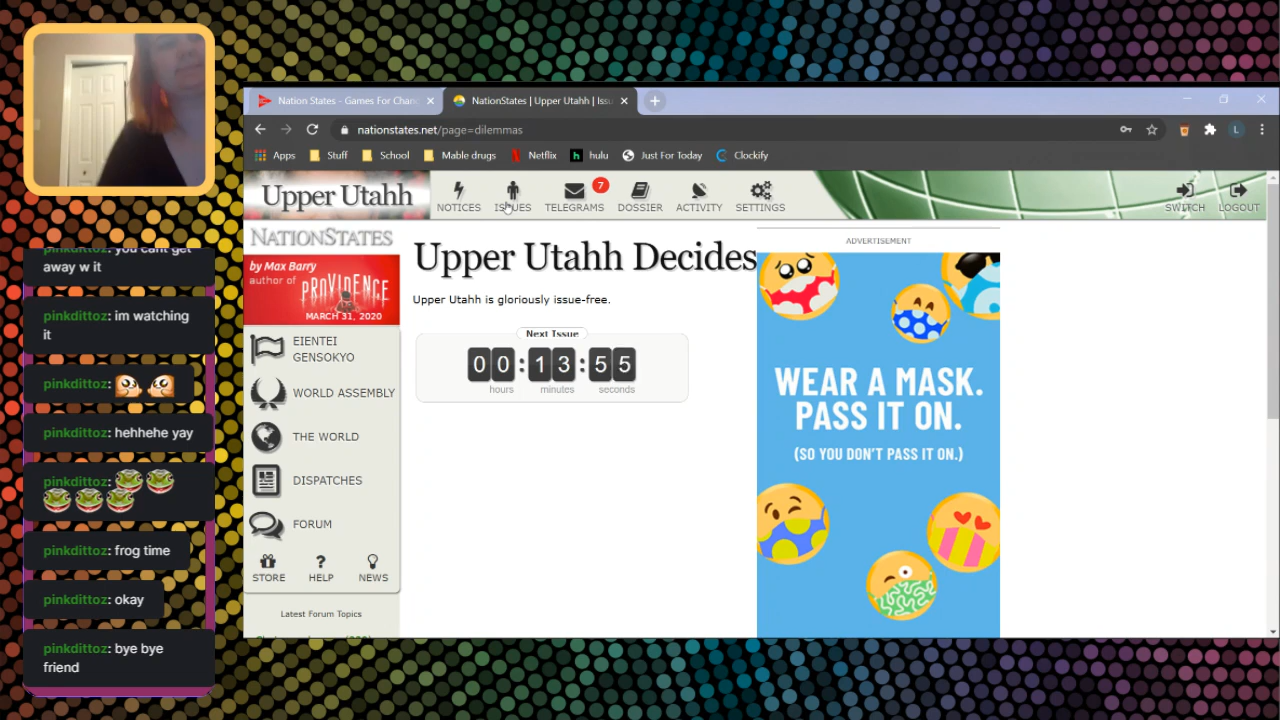 pinkdittoz: you cant get
away w it
pinkdittoz: im watching
it
pinkdittoz:
pinkdittoz: hehhehe yay
pinkdittoz:
pinkdittoz: frog time
pinkdittoz: okay
pinkdittoz: bye bye
friend
Nation States - Games For Chan
NationStates | Upper Utahh | Issu
nationstates.net/page=dilemmas
L
Apps Stuff School Mable drugs Netflix hulu Just For Today Clockify
Upper Utahh
NOTICES ISSUES TELEGRAMS 7 DOSSIER ACTIVITY SETTINGS SWITCH LOGOUT
NATIONSTATES
by Max Barry
author of
PROVIDENCE
MARCH 31, 2020
EIENTEI
GENSOKYO
WORLD ASSEMBLY
THE WORLD
DISPATCHES
FORUM
STORE HELP NEWS
Latest Forum Topics
Upper Utahh Decides
Upper Utahh is gloriously issue-free.
Next Issue
00:13:55
hours minutes seconds
ADVERTISEMENT
WEAR A MASK.
PASS IT ON.
(SO YOU DON'T PASS IT ON.)